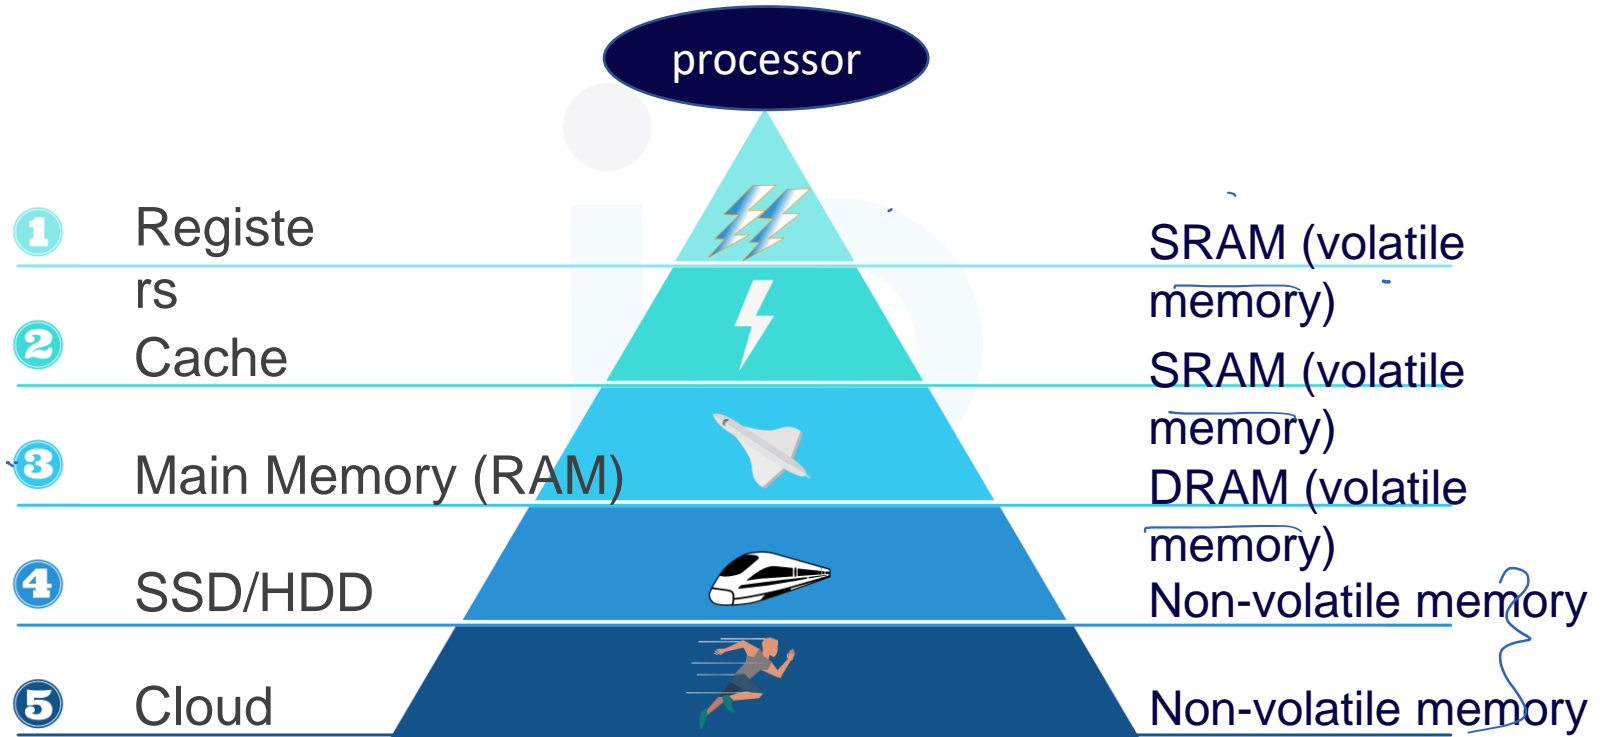 processor
1 Registe
rs
SRAM (volatile
memory)
2 Cache
SRAM (volatile
memory)
3 Main Memory (RAM)
DRAM (volatile
memory)
4 SSD/HDD
Non-volatile memory
5 Cloud
Non-volatile memory